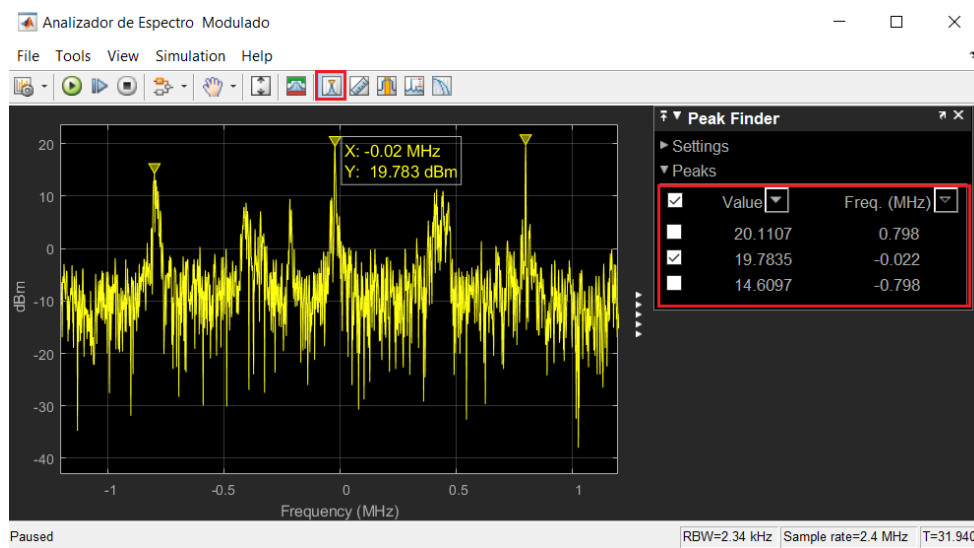 Analizador de Espectro Modulado
File Tools View Simulation Help
Peak Finder
Settings
Peaks
Value Freq. (MHz)
20.1107 0.798
19.7835 -0.022
14.6097 -0.798
X: -0.02 MHz
Y: 19.783 dBm
20
10
0
-10
-20
-30
-40
dBm
-1 -0.5 0 0.5 1
Frequency (MHz)
Paused RBW=2.34 kHz Sample rate=2.4 MHz T=31.940